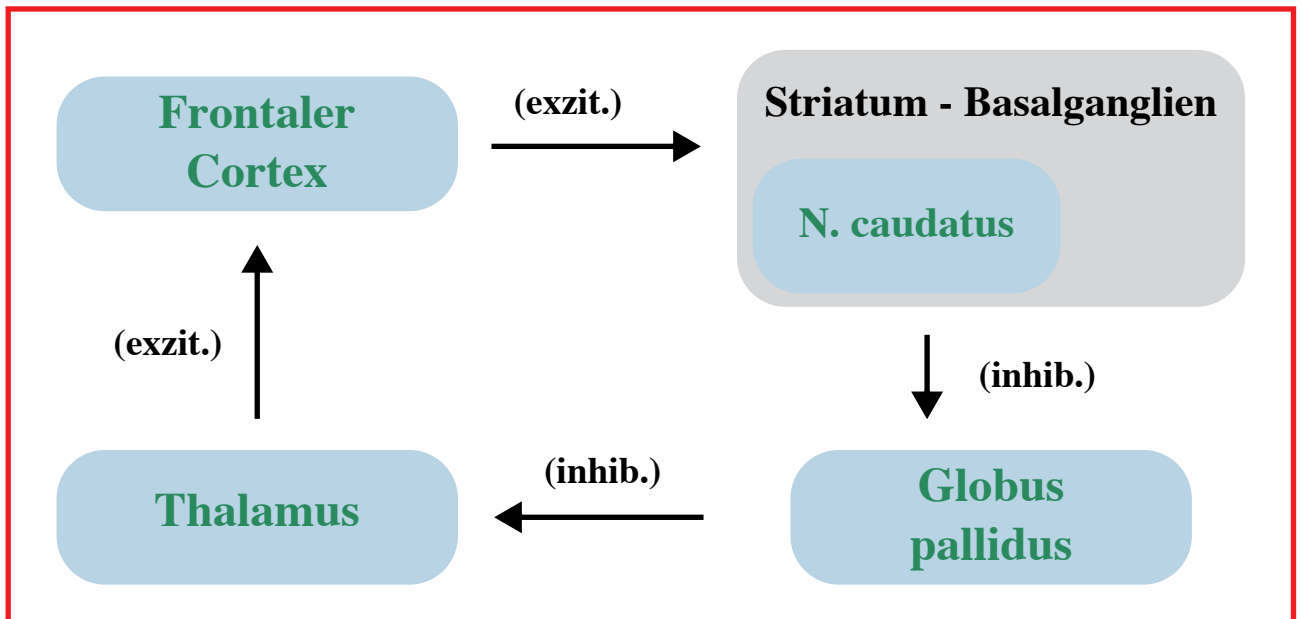 Frontaler
Cortex
(exzit.)
Striatum - Basalganglien
N. caudatus
(exzit.)
(inhib.)
Thalamus
(inhib.)
Globus
pallidus